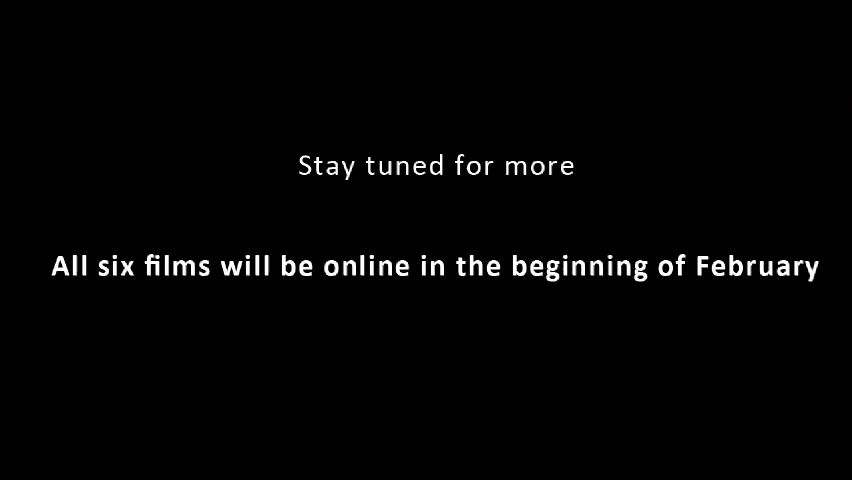 Stay tuned for more
All six films will be online in the beginning of February